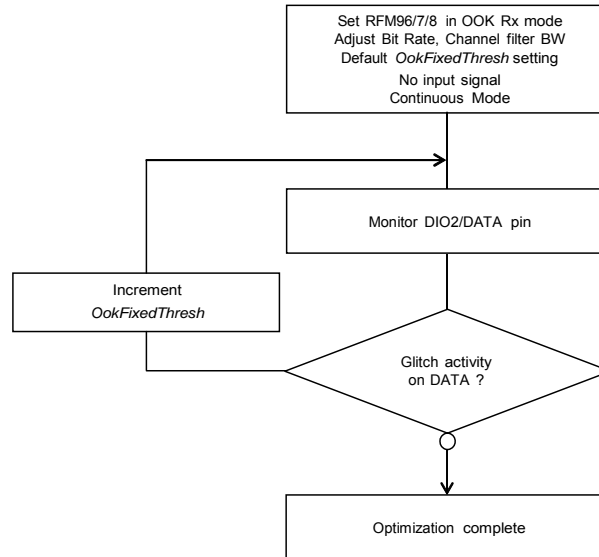 Set RFM96/7/8 in OOK Rx mode
Adjust Bit Rate, Channel filter BW
Default OokFixedThresh setting
No input signal
Continuous Mode
Monitor DIO2/DATA pin
Increment
OokFixedThresh
Glitch activity
on DATA ?
Optimization complete